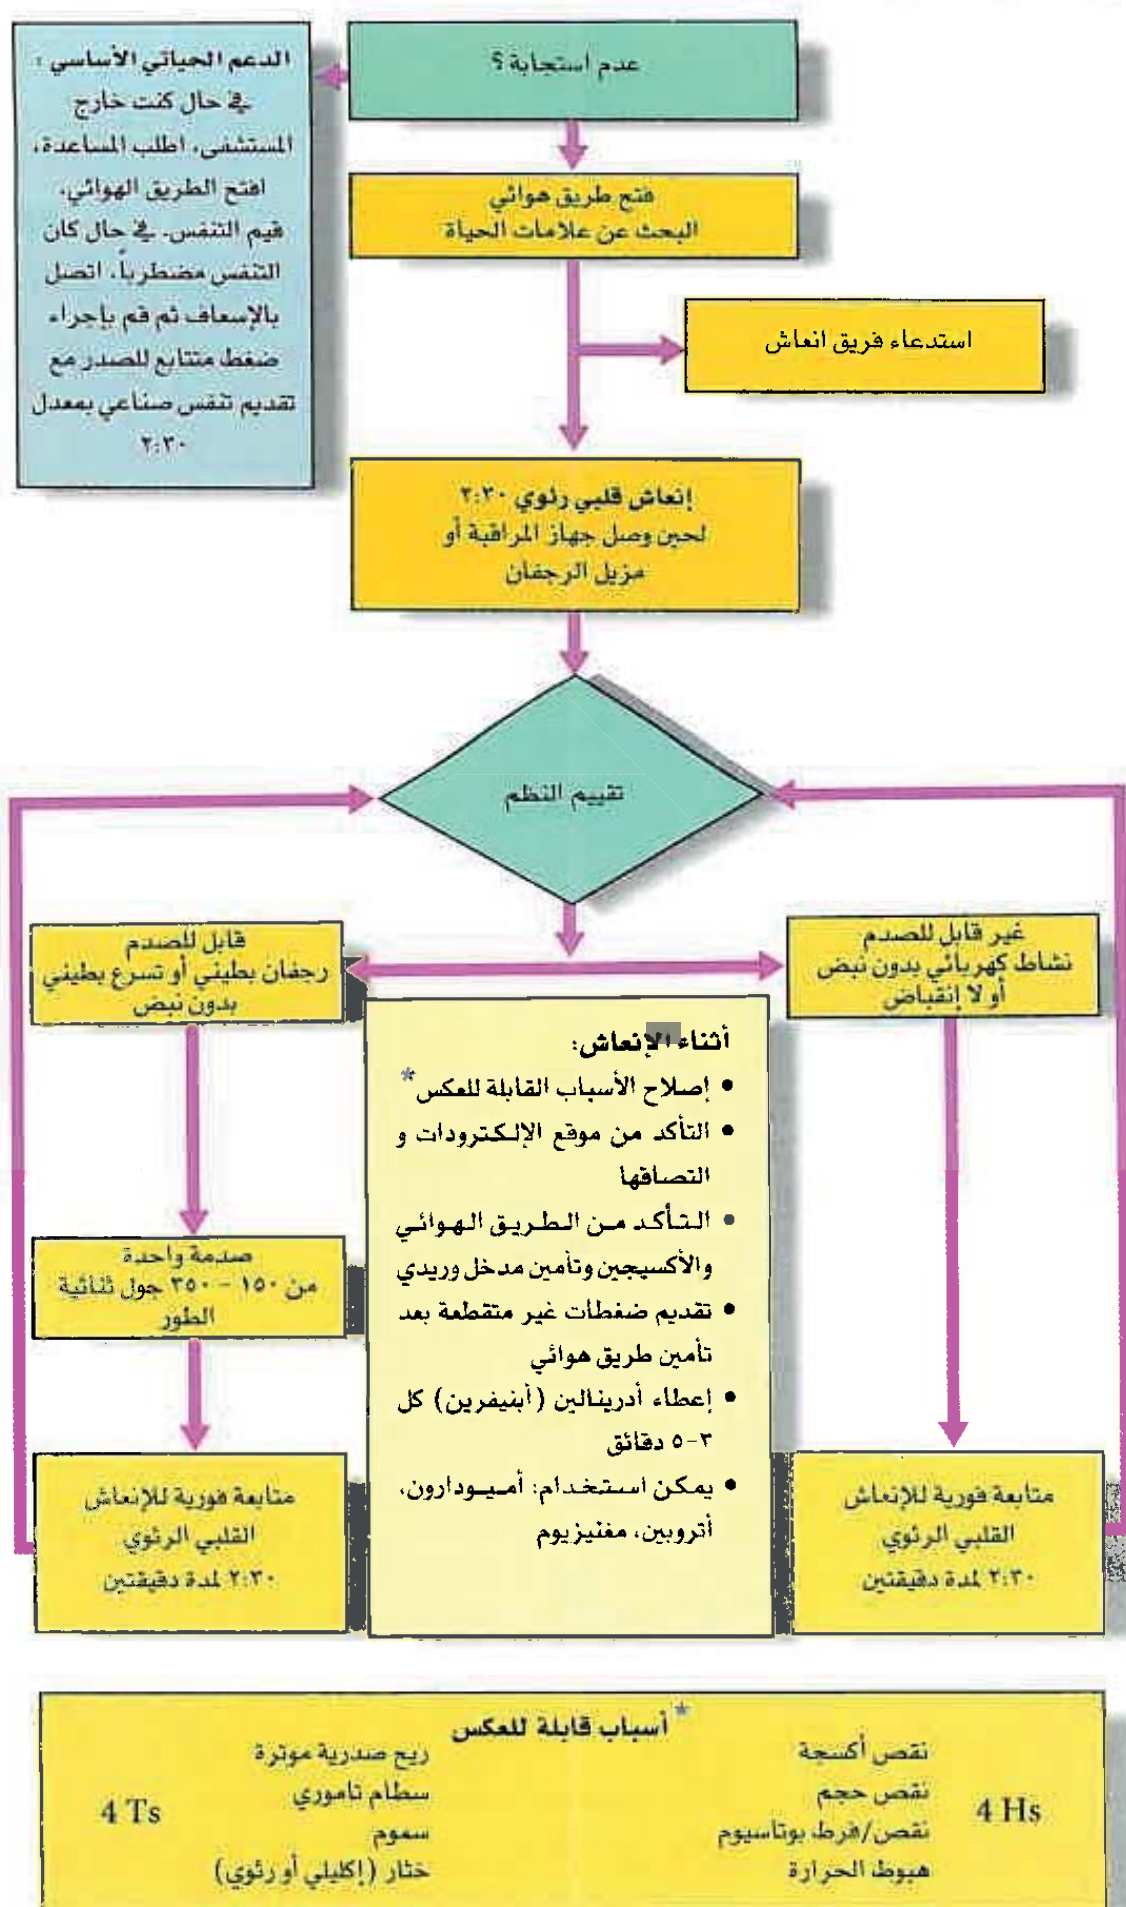 عدم استجابة؟
الدعم الحياتي الأساسي :
في حال كنت خارج
المستشفى، اطلب المساعدة،
افتح الطريق الهوائي،
قيم التنفس. في حال كان
التنفس مضطرباً، اتصل
بالإسعاف ثم قم بإجراء
ضغط متتابع للصدر مع
تقديم تنفس صناعي بمعدل
٢:٣٠
فتح طريق هوائي
البحث عن علامات الحياة
استدعاء فريق انعاش
إنعاش قلبي رئوي ٢:٣٠
لحين وصل جهاز المراقبة أو
مزيل الرجفان
تقييم النظم
غير قابل للصدم
نشاط كهربائي بدون نبض
أو لا إنقباض
قابل للصدم
رجفان بطيني أو تسرع بطيني
بدون نبض
أثناء الإنعاش:
• إصلاح الأسباب القابلة للعكس*
• التأكد من موقع الإلكترودات و
التصاقها
• التأكد من الطريق الهوائي
والأكسيجين وتأمين مدخل وريدي
• تقديم ضغطات غير متقطعة بعد
تأمين طريق هوائي
• إعطاء أدرينالين (أبنيفرين) كل
٣-٥ دقائق
• يمكن استخدام: أميودارون،
أتروبين، مغنيزيوم
صدمة واحدة
من ١٥٠ – ٣٥٠ جول ثنائية
الطور
متابعة فورية للإنعاش
القلبي الرئوي
٢:٣٠ لمدة دقيقتين
متابعة فورية للإنعاش
القلبي الرئوي
٢:٣٠ لمدة دقيقتين
* أسباب قابلة للعكس
4 Hs
نقص أكسجة
نقص حجم
نقص/فرط بوتاسيوم
هبوط الحرارة
ريح صدرية موترة
سطام تاموري
سموم
خثار (إكليلي أو رئوي)
4 Ts